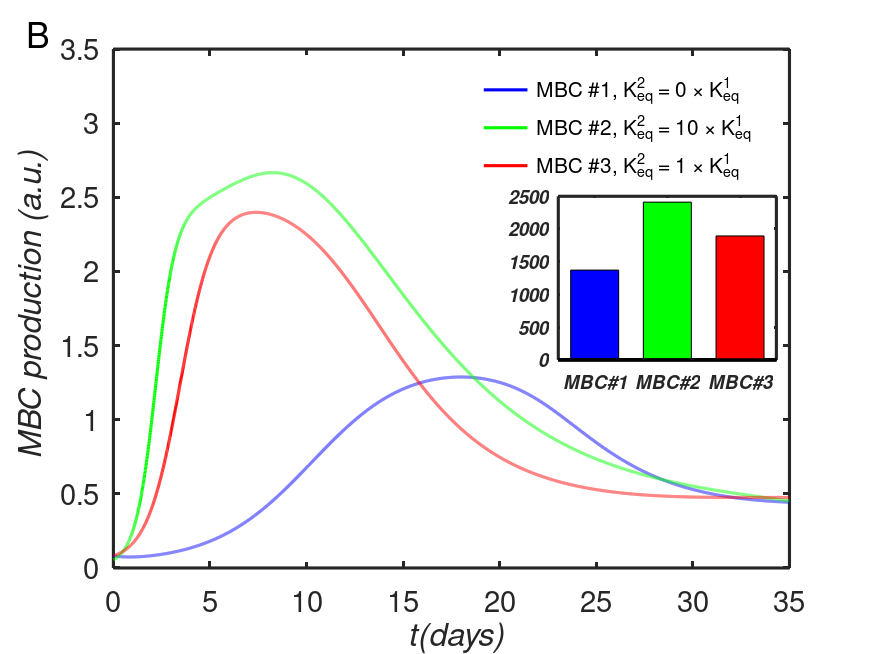 B
MBC production (a.u.)
3.5
3
2.5
2
1.5
1
0.5
0
0 5 10 15 20 25 30 35
t(days)
MBC #1, K²eq = 0 × K¹eq
MBC #2, K²eq = 10 × K¹eq
MBC #3, K²eq = 1 × K¹eq
2500
2000
1500
1000
500
0
MBC#1 MBC#2 MBC#3